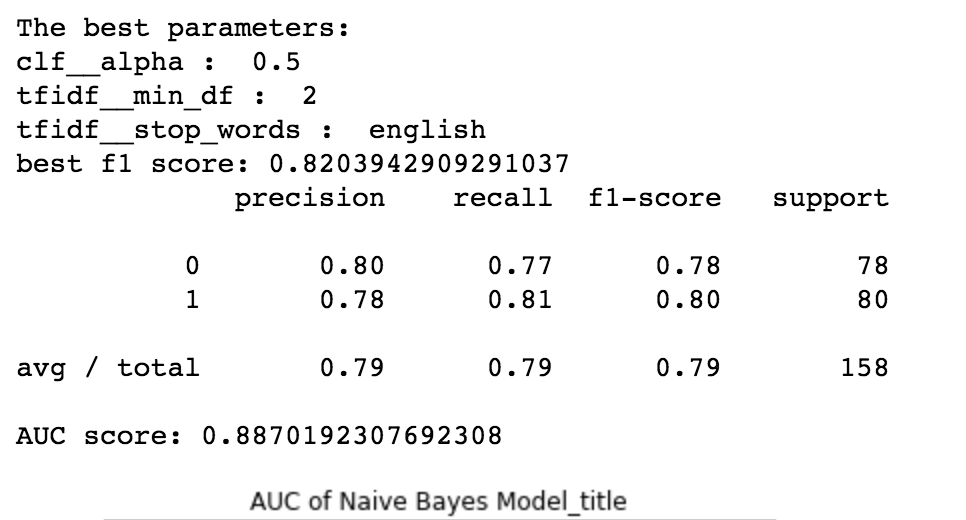 The best parameters:
clf__alpha :  0.5
tfidf__min_df :  2
tfidf__stop_words :  english
best f1 score: 0.8203942909291037
precision recall f1-score support
0 0.80 0.77 0.78 78
1 0.78 0.81 0.80 80
avg / total 0.79 0.79 0.79 158
AUC score: 0.8870192307692308
AUC of Naive Bayes Model_title